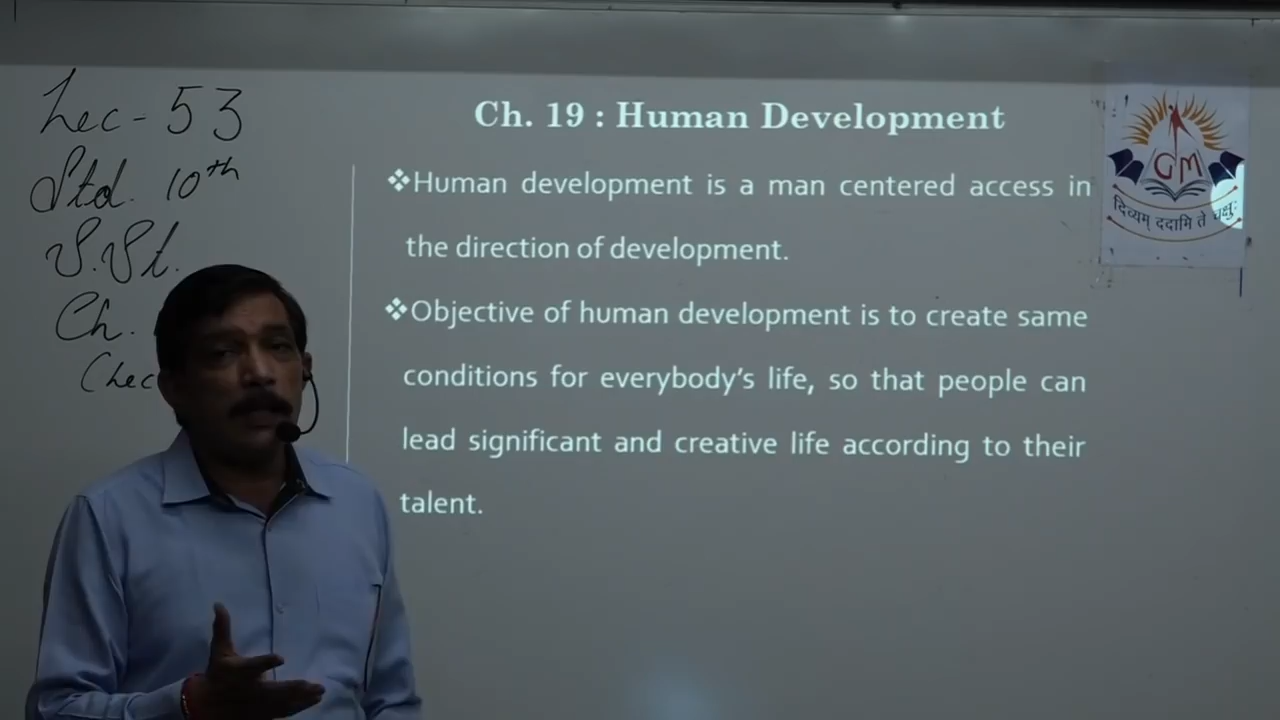 Lec - 53
Std. 10th
S.St.
Ch.
(Lec
Ch. 19 : Human Development
❖Human development is a man centered access in
the direction of development.
❖Objective of human development is to create same
conditions for everybody's life, so that people can
lead significant and creative life according to their
talent.
GM
दिव्यम् ददामि ते चक्षुः